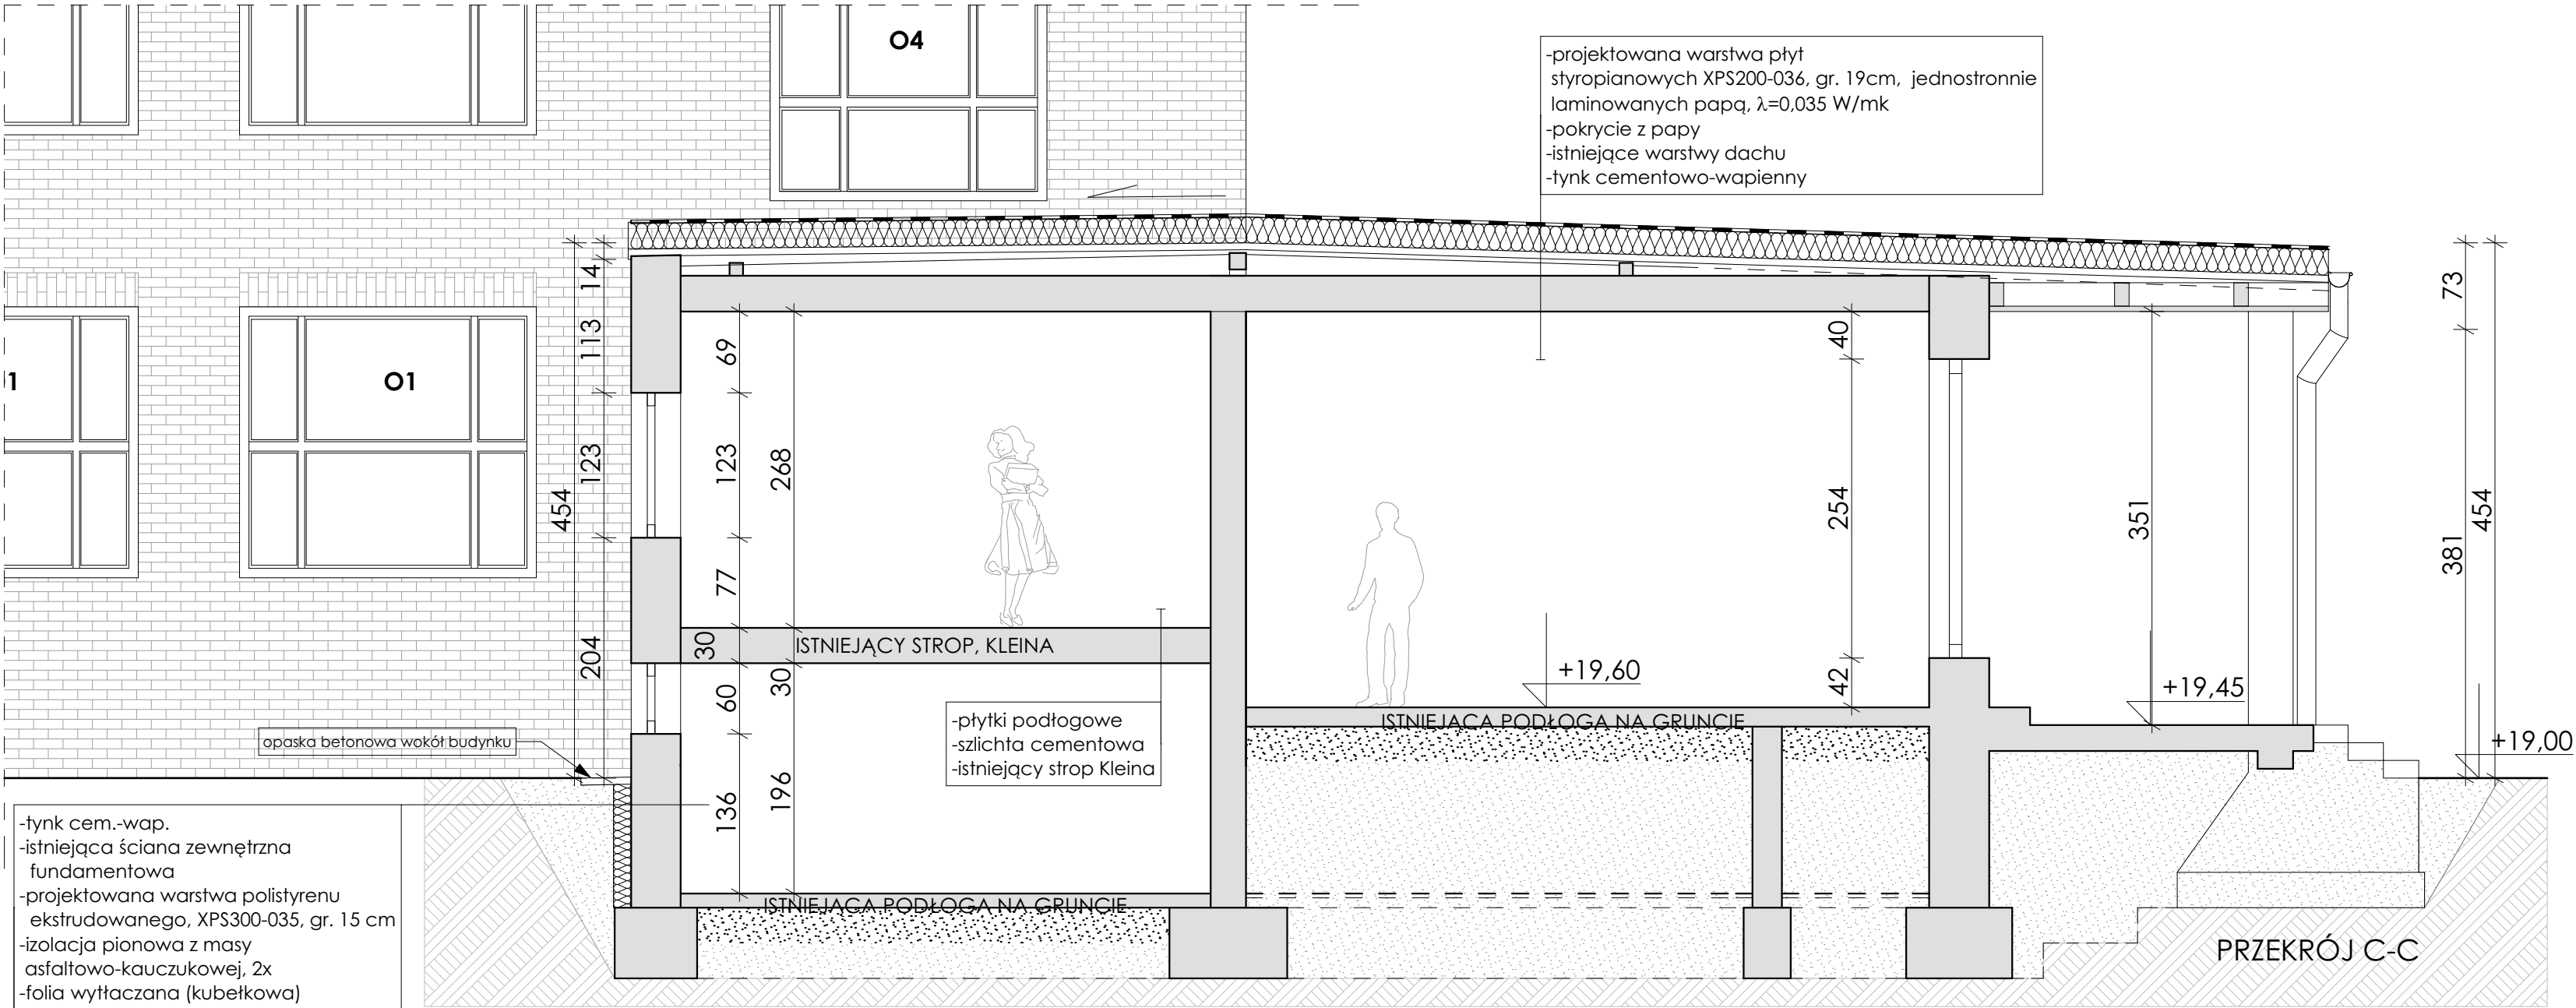 O4
-projektowana warstwa płyt
styropianowych XPS200-036, gr. 19cm, jednostronnie
laminowanych papą, λ=0,035 W/mk
-pokrycie z papy
-istniejące warstwy dachu
-tynk cementowo-wapienny
1
O1
14
113
123
454
204
69
123
77
30
60
136
268
30
196
40
254
42
351
73
381
454
ISTNIEJĄCY STROP, KLEINA
+19,60
+19,45
+19,00
ISTNIEJĄCA PODŁOGA NA GRUNCIE
-płytki podłogowe
-szlichta cementowa
-istniejący strop Kleina
opaska betonowa wokół budynku
-tynk cem.-wap.
-istniejąca ściana zewnętrzna
fundamentowa
-projektowana warstwa polistyrenu
ekstrudowanego, XPS300-035, gr. 15 cm
-izolacja pionowa z masy
asfaltowo-kauczukowej, 2x
-folia wytłaczana (kubełkowa)
ISTNIEJĄCA PODŁOGA NA GRUNCIE
PRZEKRÓJ C-C